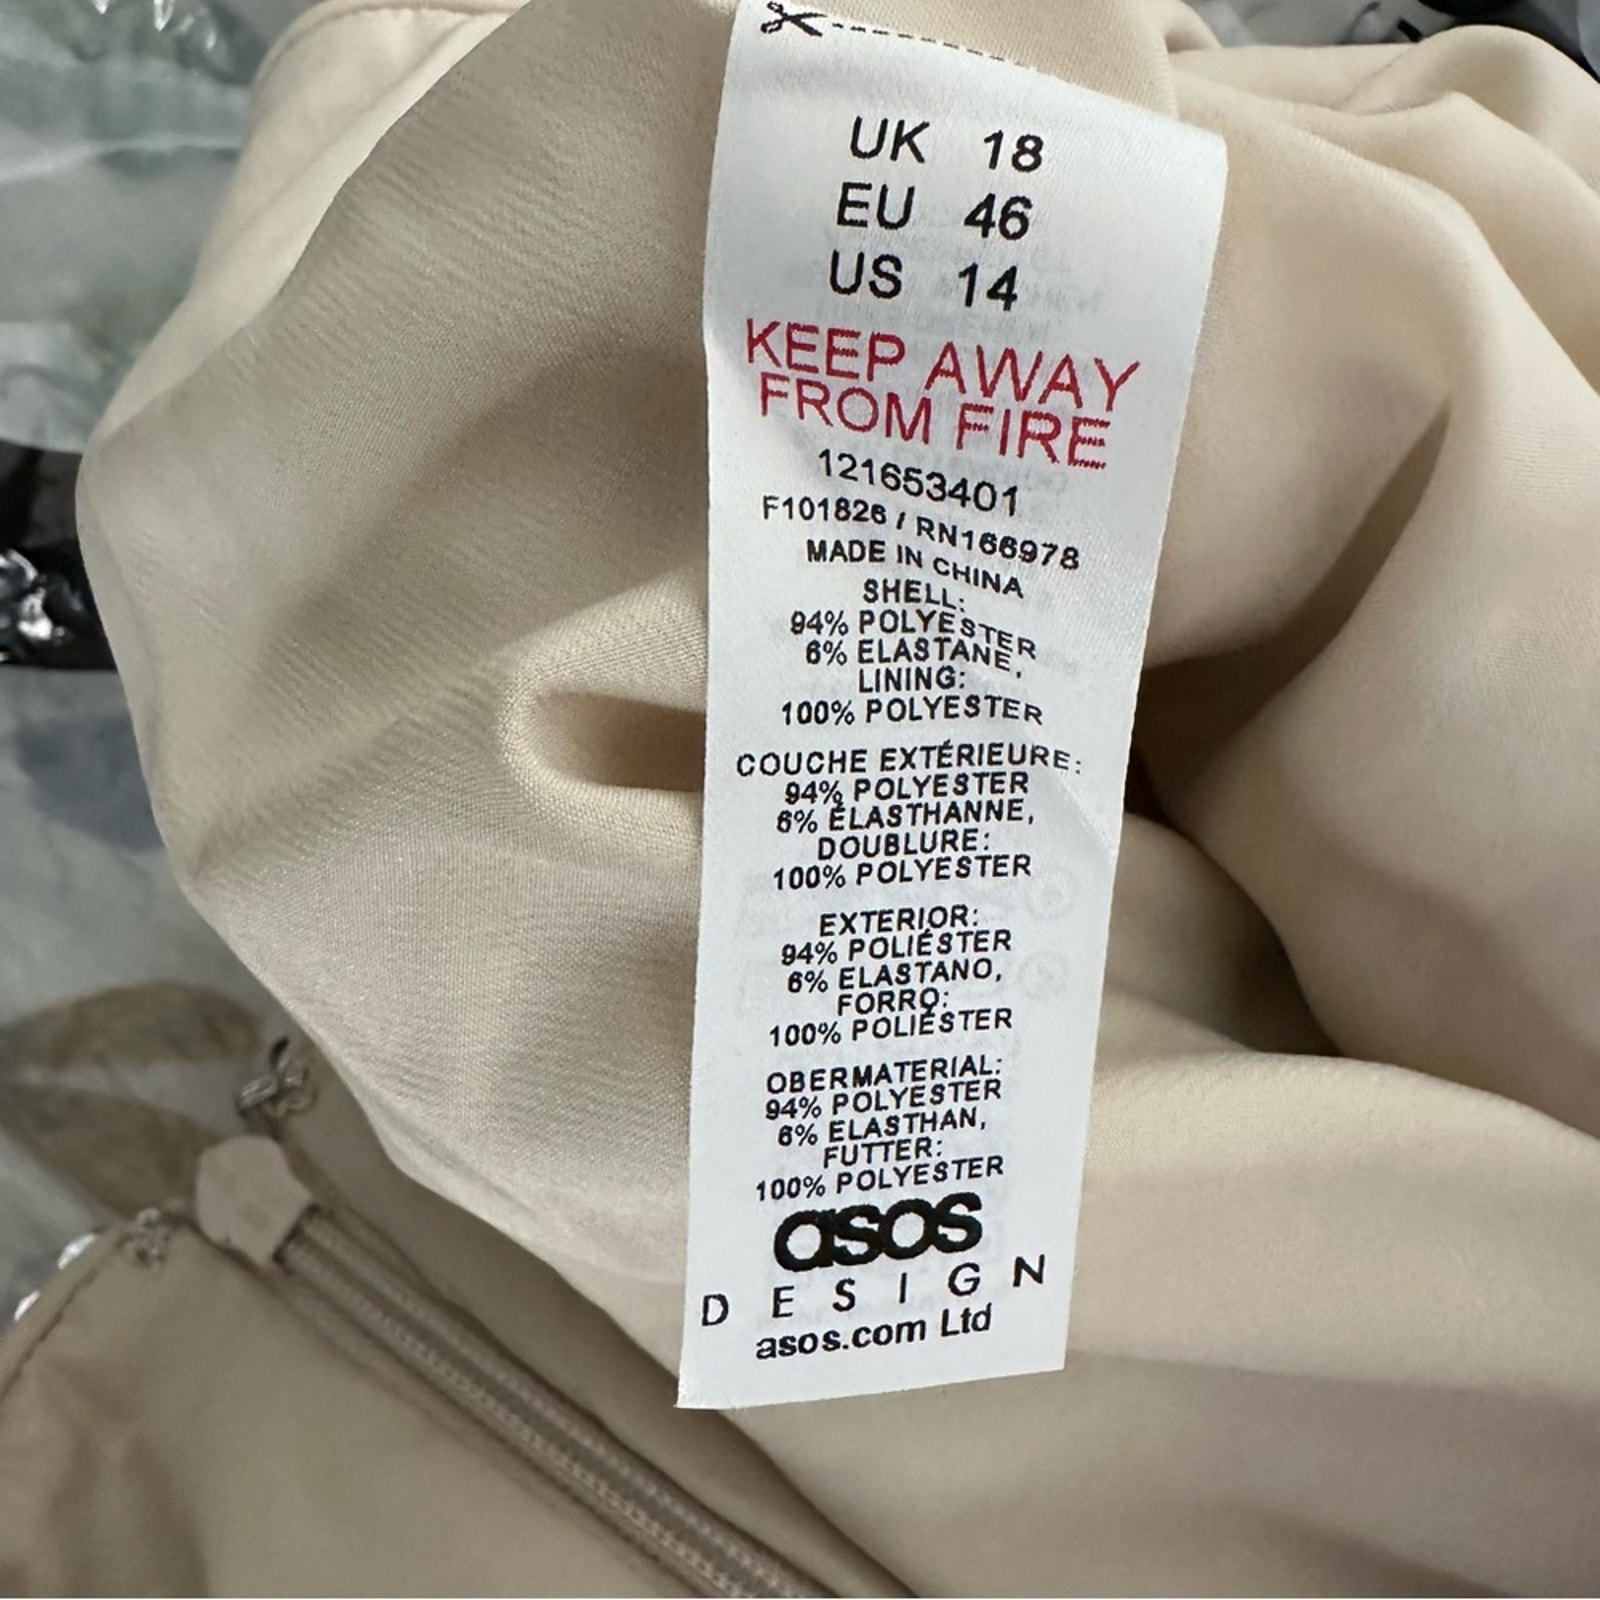 UK 18
EU 46
US 14
KEEP AWAY
FROM FIRE
121653401
F101826 / RN166978
MADE IN CHINA
SHELL:
94% POLYESTER
6% ELASTANE,
LINING:
100% POLYESTER
COUCHE EXTÉRIEURE:
94% POLYESTER
6% ÉLASTHANNE,
DOUBLURE:
100% POLYESTER
EXTERIOR:
94% POLIÉSTER
6% ELASTANO,
FORRO:
100% POLIÉSTER
OBERMATERIAL:
94% POLYESTER
6% ELASTHAN,
FUTTER:
100% POLYESTER
asos
DESIGN
asos.com Ltd